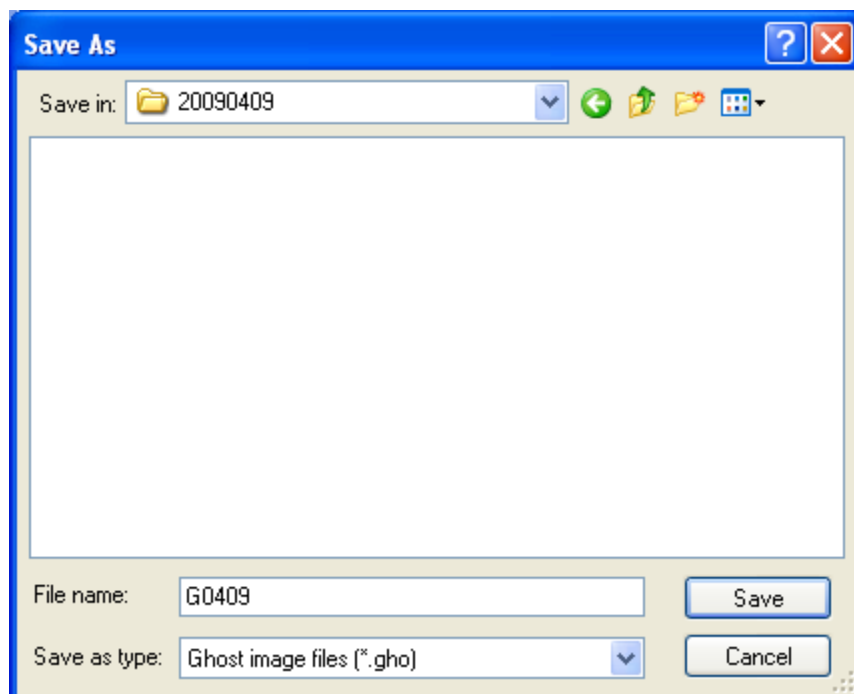 Save As
Save in: 20090409
File name: G0409 Save
Save as type: Ghost image files (*.gho) Cancel